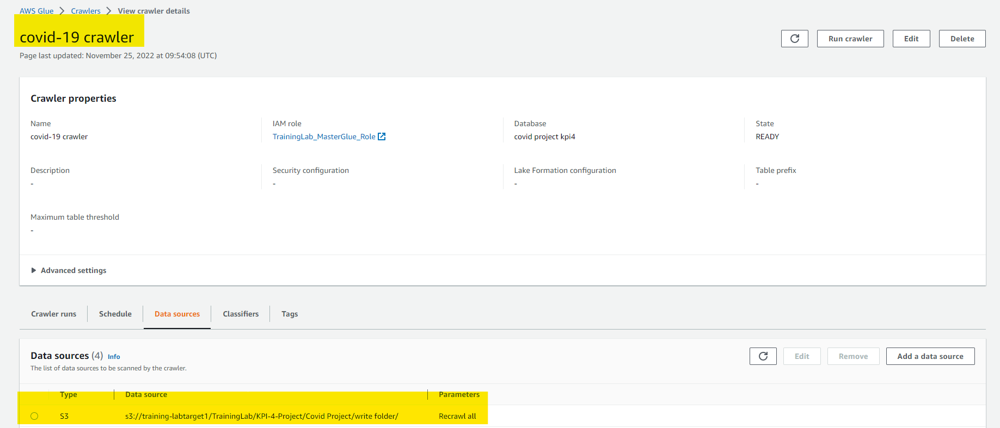 AWS Glue > Crawlers > View crawler details
covid-19 crawler
Run crawler Edit Delete
Page last updated: November 25, 2022 at 09:54:08 (UTC)
Crawler properties
Name IAM role Database State
covid-19 crawler TrainingLab_MasterGlue_Role covid project kpi4 READY
Description Security configuration Lake Formation configuration Table prefix
- - - -
Maximum table threshold
-
Advanced settings
Crawler runs Schedule Data sources Classifiers Tags
Data sources (4) Info
Edit Remove Add a data source
The list of data sources to be scanned by the crawler.
Type Data source Parameters
S3 s3://training-labtarget1/TrainingLab/KPI-4-Project/Covid Project/write folder/ Recrawl all